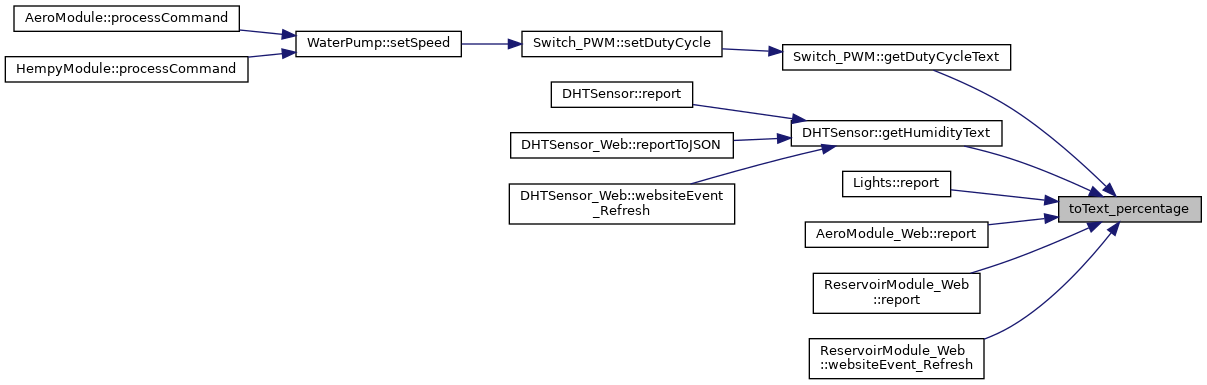 AeroModule::processCommand
HempyModule::processCommand
WaterPump::setSpeed
Switch_PWM::setDutyCycle
Switch_PWM::getDutyCycleText
DHTSensor::report
DHTSensor_Web::reportToJSON
DHTSensor_Web::websiteEvent
_Refresh
DHTSensor::getHumidityText
Lights::report
AeroModule_Web::report
ReservoirModule_Web
::report
ReservoirModule_Web
::websiteEvent_Refresh
toText_percentage